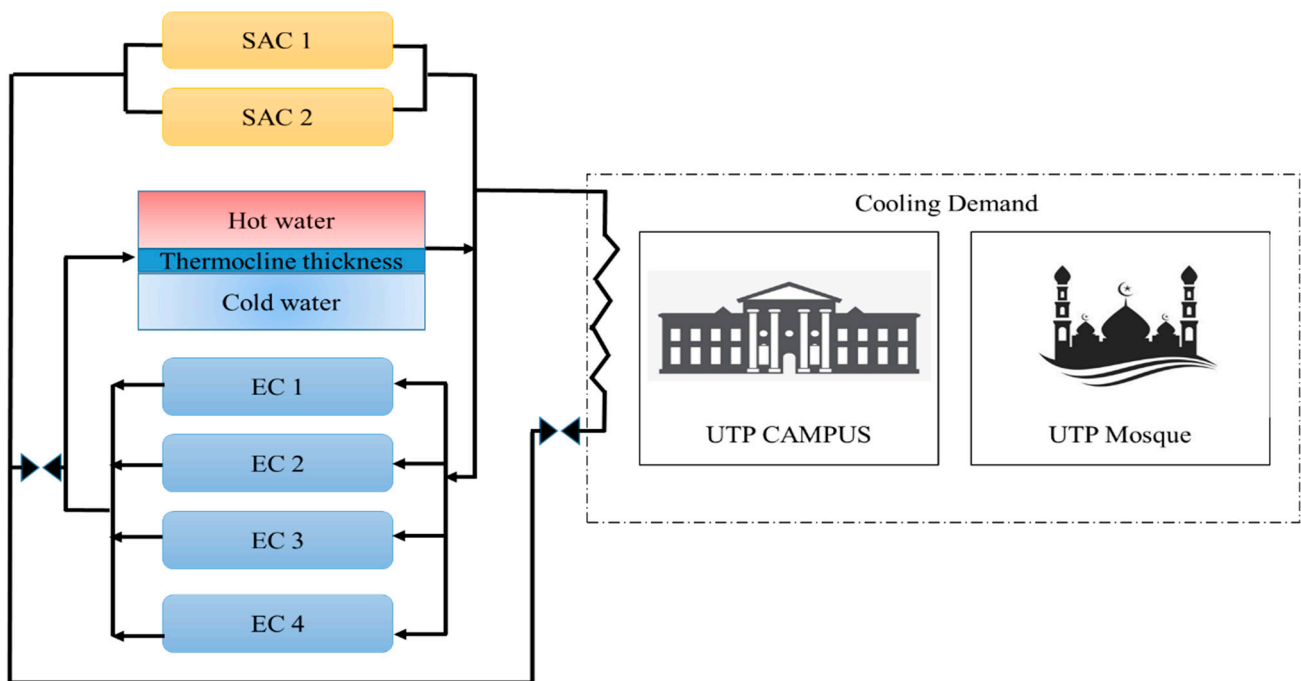 SAC 1
SAC 2
Hot water
Thermocline thickness
Cold water
EC 1
EC 2
EC 3
EC 4
Cooling Demand
UTP CAMPUS
UTP Mosque